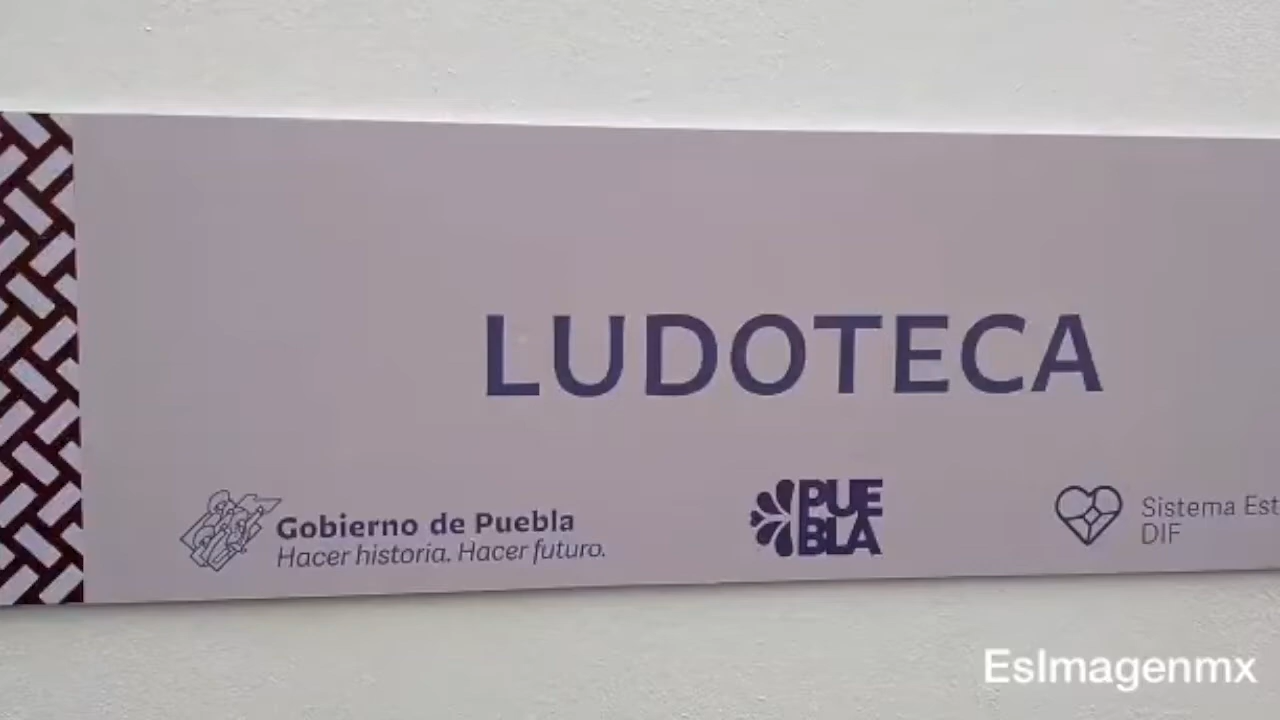 LUDOTECA
Gobierno de Puebla
Hacer historia. Hacer futuro.
PUE
BLA
Sistema Est
DIF
EsImagenmx